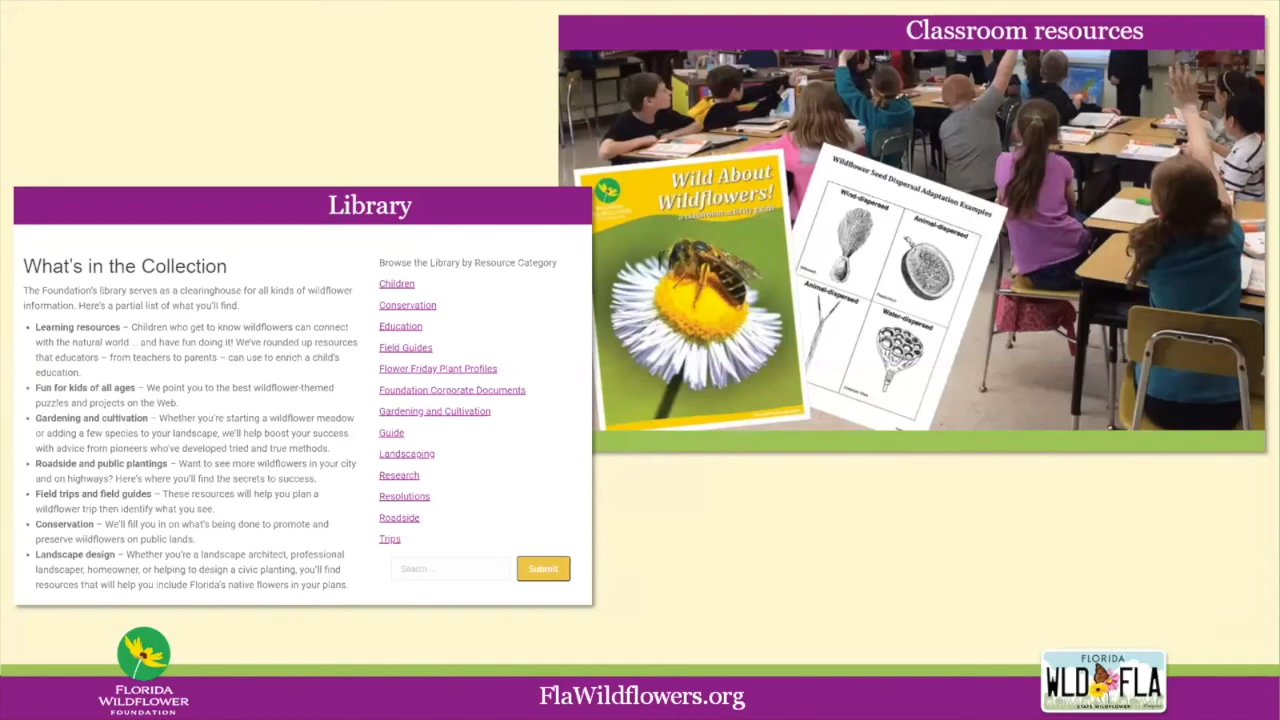 Classroom resources
Wild About
Wildflowers!
a classroom activity guide
Wildflower Seed Dispersal Adaptation Examples
Wind-dispersed
Animal-dispersed
Animal-dispersed
Water-dispersed
Library
What's in the Collection
The Foundation's library serves as a clearinghouse for all kinds of wildflower
information. Here's a partial list of what you'll find.
• Learning resources – Children who get to know wildflowers can connect
with the natural world … and have fun doing it! We've rounded up resources
that educators – from teachers to parents – can use to enrich a child's
education.
• Fun for kids of all ages – We point you to the best wildflower-themed
puzzles and projects on the Web.
• Gardening and cultivation – Whether you're starting a wildflower meadow
or adding a few species to your landscape, we'll help boost your success
with advice from pioneers who've developed tried and true methods.
• Roadside and public plantings – Want to see more wildflowers in your city
and on highways? Here's where you'll find the secrets to success.
• Field trips and field guides – These resources will help you plan a
wildflower trip then identify what you see.
• Conservation – We'll fill you in on what's being done to promote and
preserve wildflowers on public lands.
• Landscape design – Whether you're a landscape architect, professional
landscaper, homeowner, or helping to design a civic planting, you'll find
resources that will help you include Florida's native flowers in your plans.
Browse the Library by Resource Category
Children
Conservation
Education
Field Guides
Flower Friday Plant Profiles
Foundation Corporate Documents
Gardening and Cultivation
Guide
Landscaping
Research
Resolutions
Roadside
Trips
Search …
Submit
FLORIDA
WILDFLOWER
FOUNDATION
FlaWildflowers.org
FLORIDA
WLD FLA
STATE WILDFLOWER